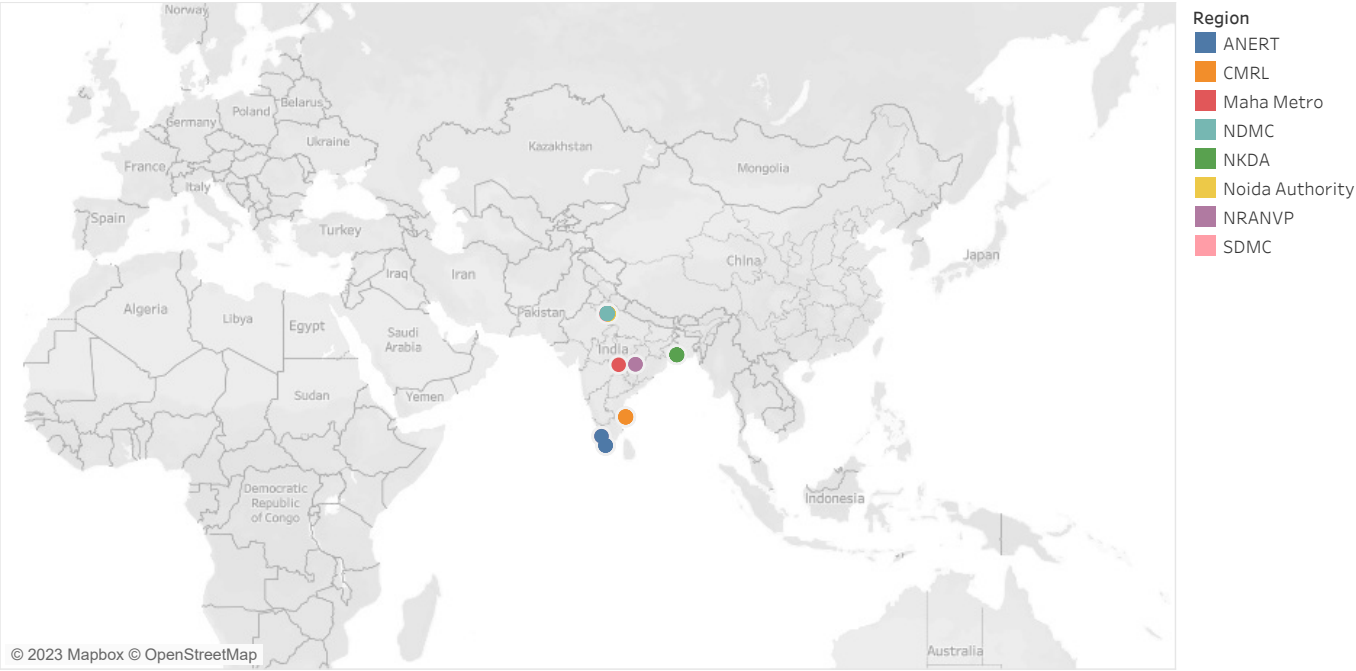 Norway
Belarus
Poland
Germany
Ukraine
France
Kazakhstan
Mongolia
Italy
Spain
Turkey
China
Japan
Iraq
Iran
Algeria
Libya
Egypt
Pakistan
Saudi
Arabia
India
Sudan
Yemen
Democratic
Republic
of Congo
Indonesia
Australia
© 2023 Mapbox © OpenStreetMap
Region
ANERT
CMRL
Maha Metro
NDMC
NKDA
Noida Authority
NRANVP
SDMC